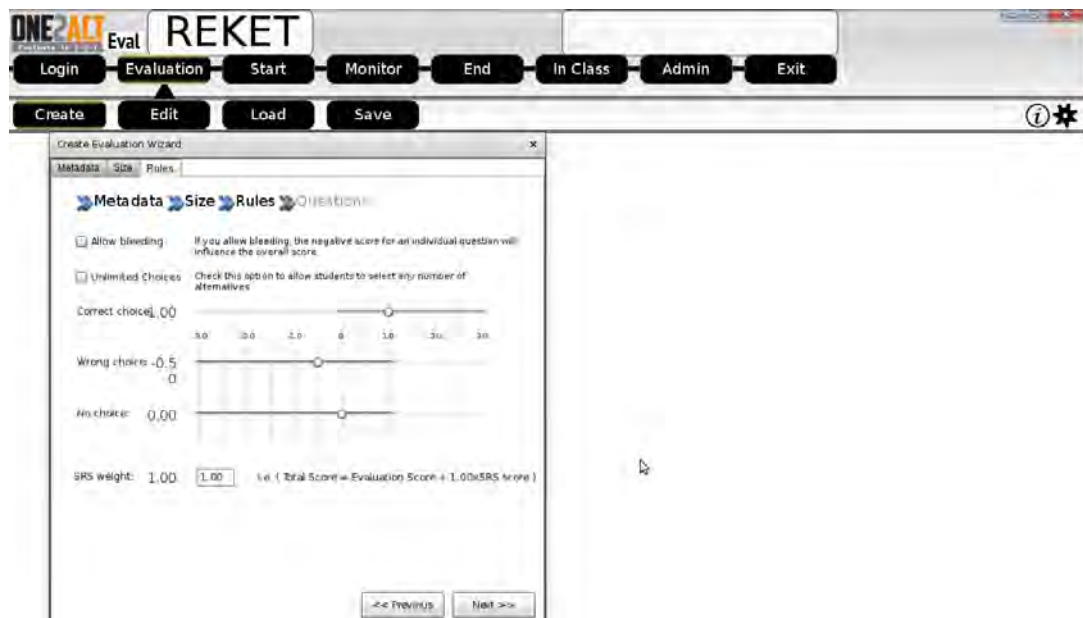 ONE2ACT Eval REKET
Login Evaluation Start Monitor End In Class Admin Exit
Create Edit Load Save
Create Evaluation Wizard x
Metadata Size Rules
Metadata Size Rules Questions
Allow bleeding If you allow bleeding, the negative score for an individual question will
influence the overall score
Unlimited Choices Check this option to allow students to select any number of
alternatives
Correct choice 1.00
0 1.0
Wrong choice: -0.5
0
No choice: 0.00
SRS weight: 1.00 1.00 i.e. ( Total Score = Evaluation Score + 1.00xSRS score )
<< Previous Next >>